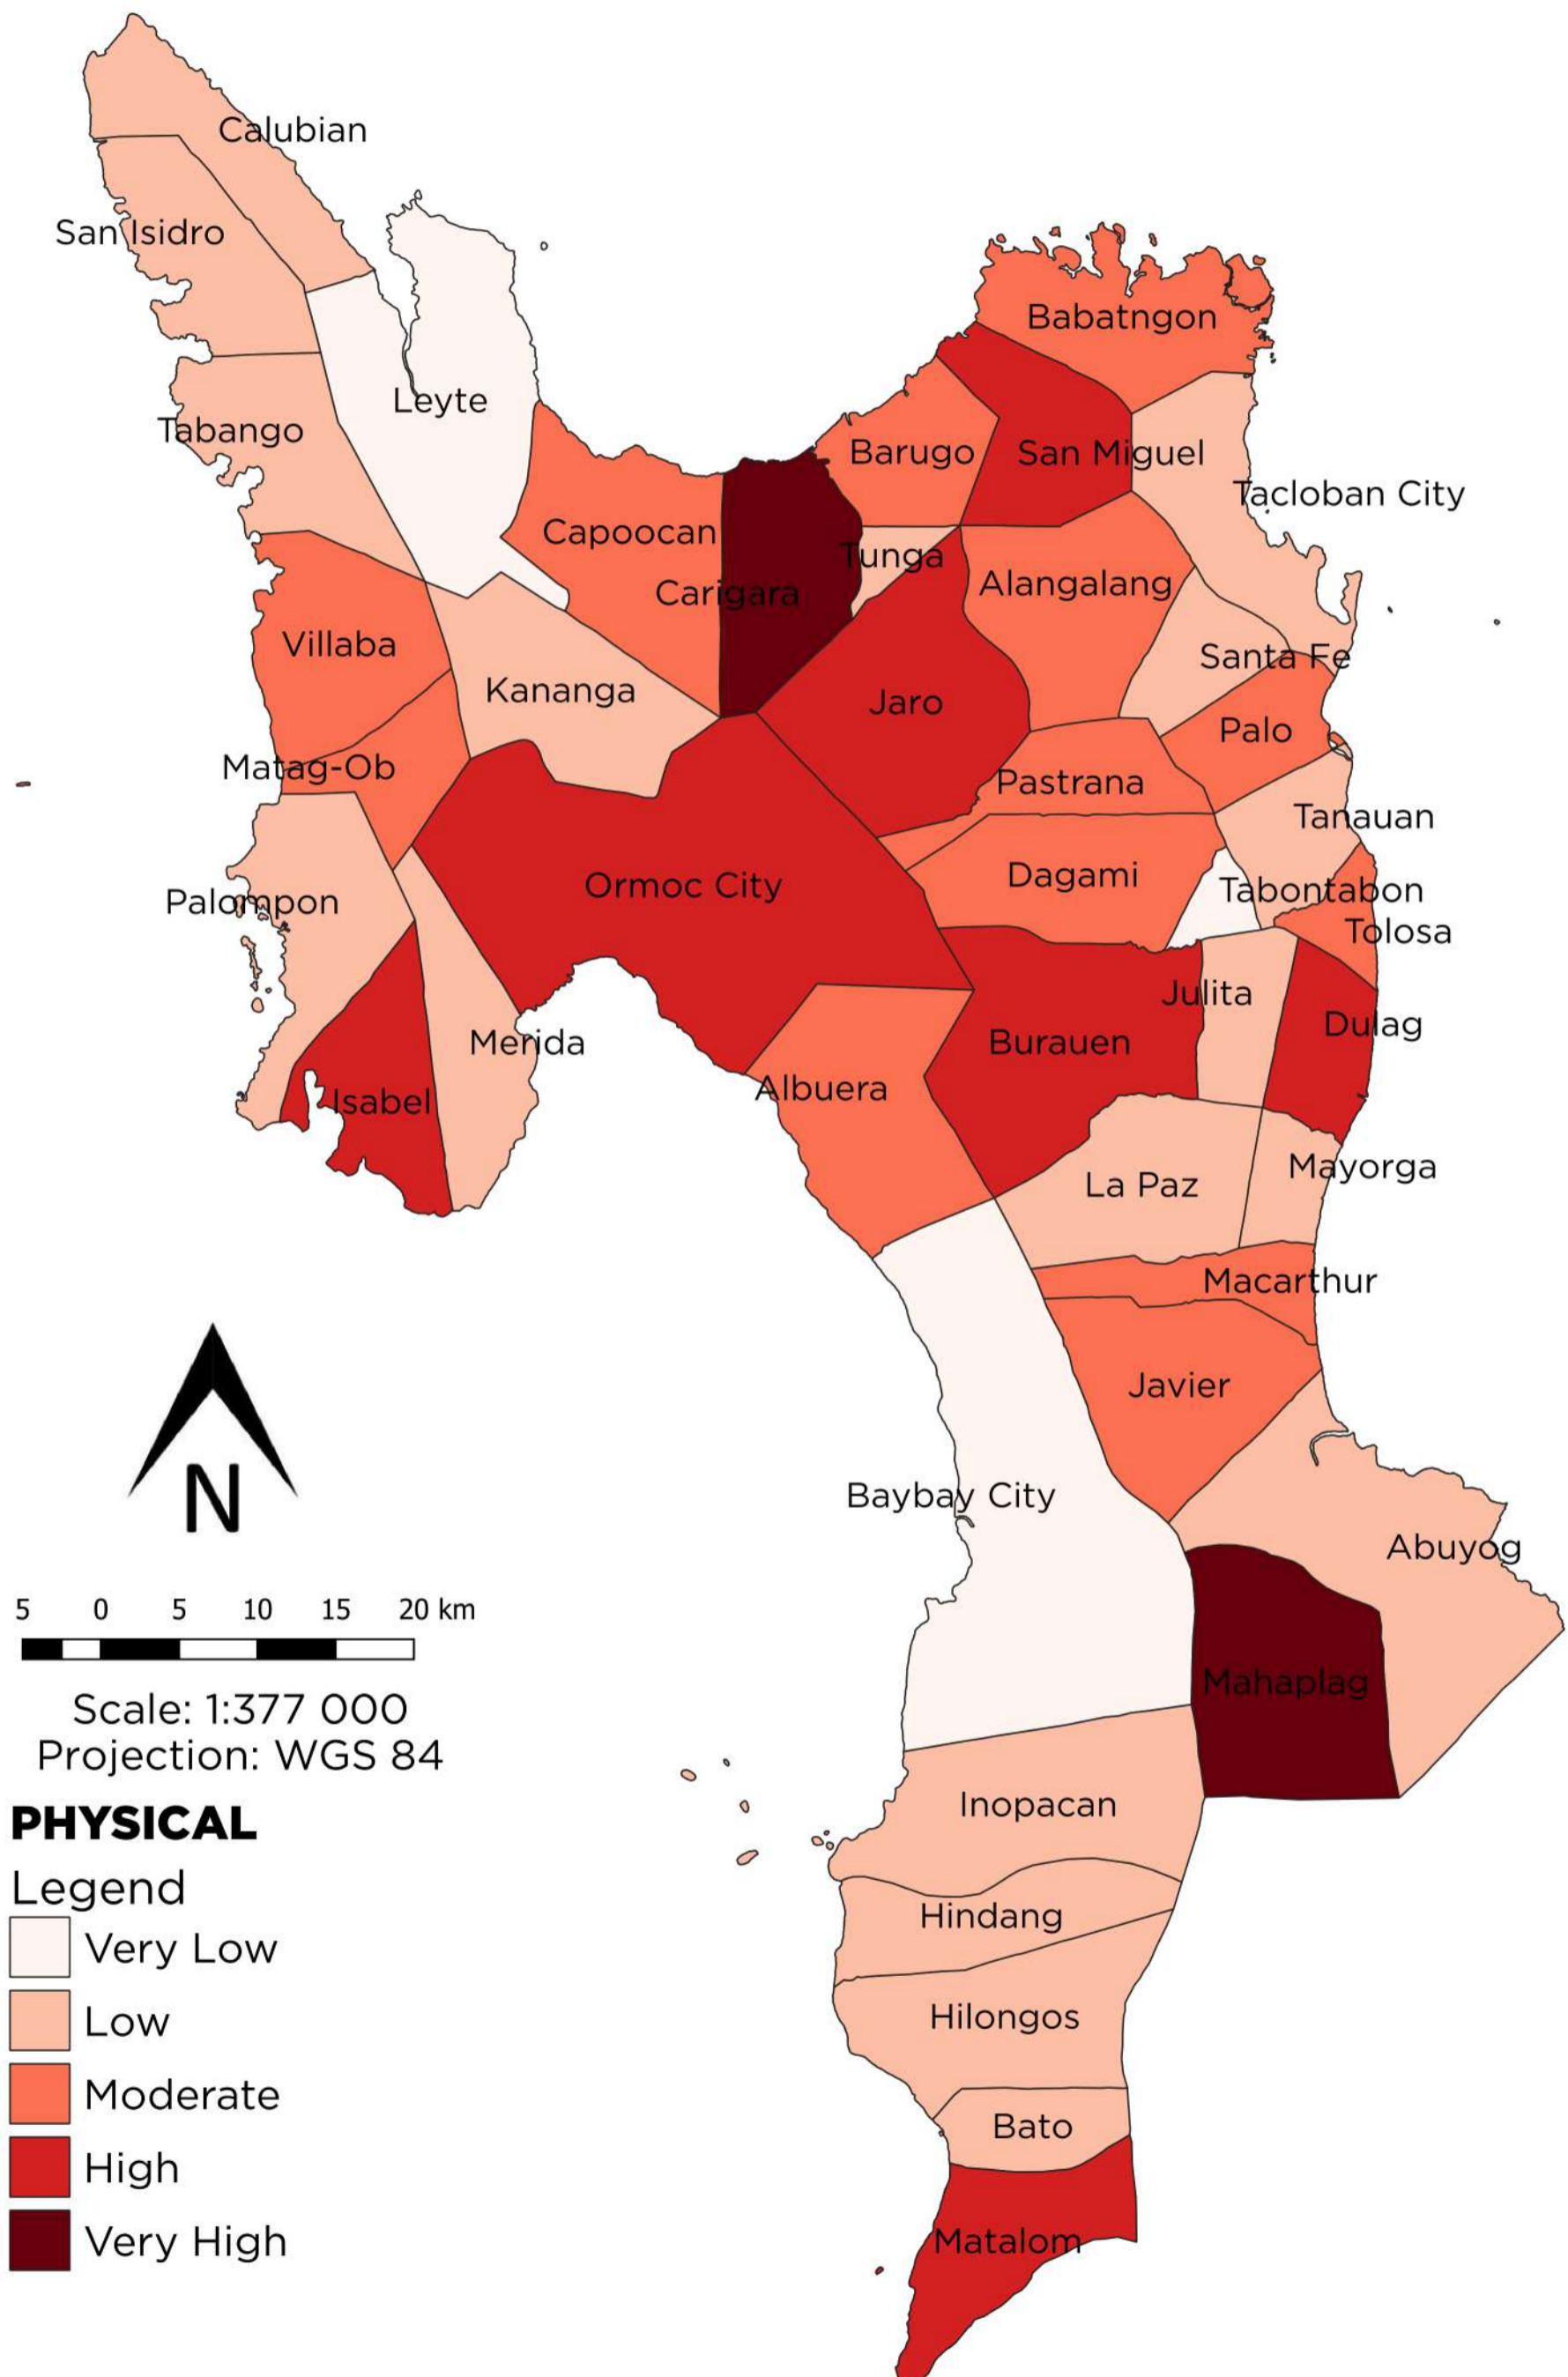 Calubian
San Isidro
Babatngon
Leyte
Tabango
Barugo
San Miguel
Tacloban City
Capoocan
Tunga
Alangalang
Carigara
Villaba
Santa Fe
Kananga
Jaro
Palo
Matag-Ob
Pastrana
Tanauan
Dagami
Ormoc City
Tabontabon
Palompon
Tolosa
Julita
Dulag
Merida
Burauen
Albuera
Isabel
Mayorga
La Paz
Macarthur
Javier
N
Baybay City
Abuyog
5 0 5 10 15 20 km
Mahaplag
Scale: 1:377 000
Projection: WGS 84
Inopacan
PHYSICAL
Legend
Hindang
Very Low
Hilongos
Low
Moderate
Bato
High
Matalom
Very High